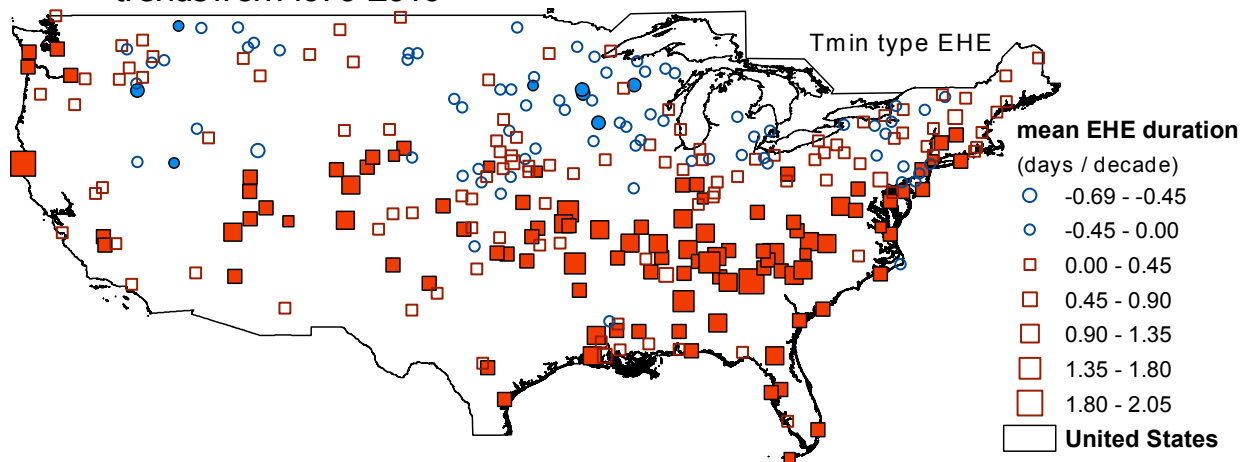 Tmin type EHE
mean EHE duration
(days / decade)
-0.69 - -0.45
-0.45 - 0.00
0.00 - 0.45
0.45 - 0.90
0.90 - 1.35
1.35 - 1.80
1.80 - 2.05
United States